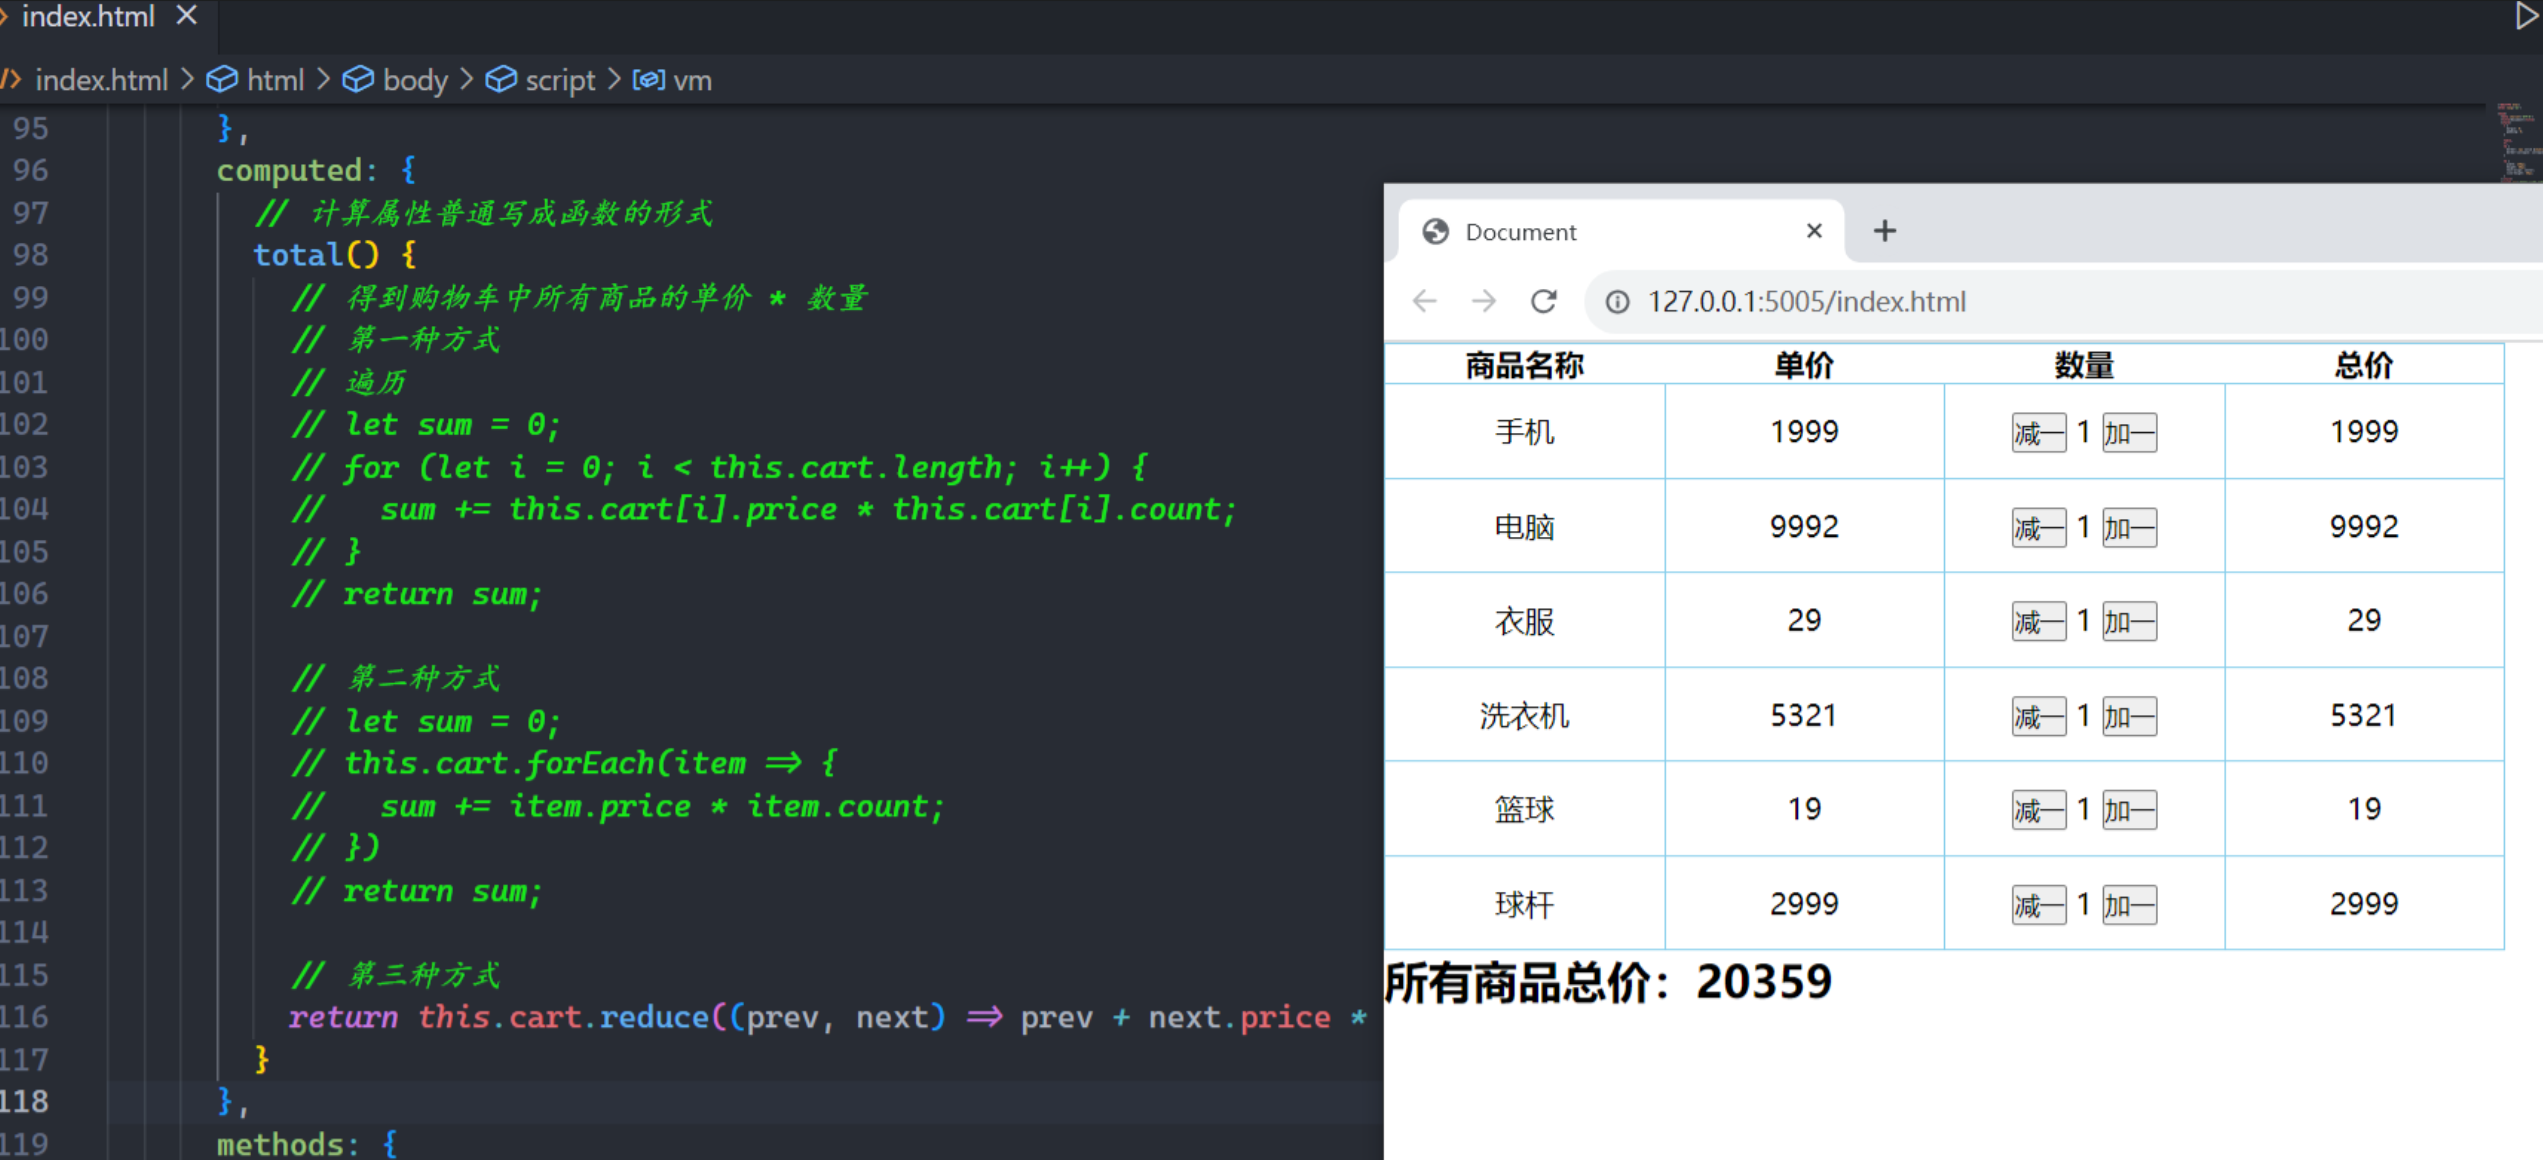 index.html
index.html > html > body > script > vm
95 },
96 computed: {
97 // 计算属性普通写成函数的形式
98 total() {
99 // 得到购物车中所有商品的单价 * 数量
100 // 第一种方式
101 // 遍历
102 // let sum = 0;
103 // for (let i = 0; i < this.cart.length; i++) {
104 // sum += this.cart[i].price * this.cart[i].count;
105 // }
106 // return sum;
107
108 // 第二种方式
109 // let sum = 0;
110 // this.cart.forEach(item => {
111 // sum += item.price * item.count;
112 // })
113 // return sum;
114
115 // 第三种方式
116 return this.cart.reduce((prev, next) => prev + next.price *
117 }
118 },
119 methods: {
Document
127.0.0.1:5005/index.html
商品名称 单价 数量 总价
手机 1999 减一 1 加一 1999
电脑 9992 减一 1 加一 9992
衣服 29 减一 1 加一 29
洗衣机 5321 减一 1 加一 5321
篮球 19 减一 1 加一 19
球杆 2999 减一 1 加一 2999
所有商品总价：20359